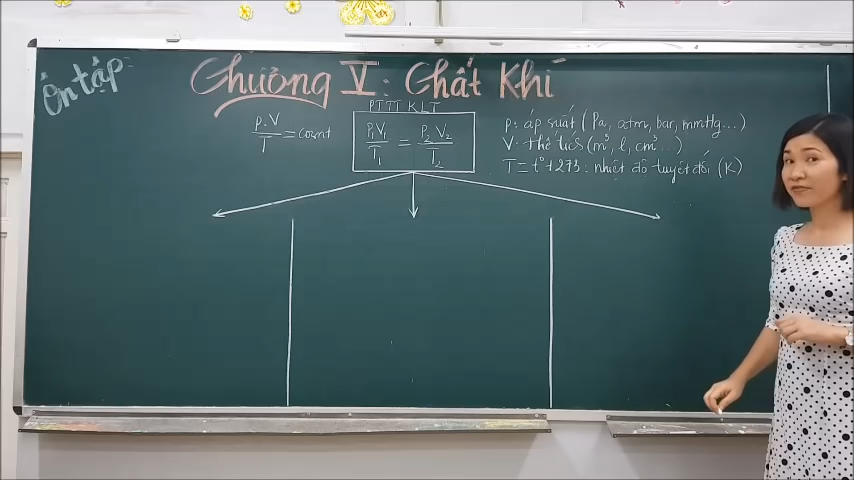 Ôn tập:
Chương V: Chất Khí
PTTT KLT
p.V/T = const
p₁V₁/T₁ = p₂V₂/T₂
p: áp suất (Pa, atm, bar, mmHg...)
V: thể tích (m³, l, cm³...)
T = t° + 273: nhiệt độ tuyệt đối (K)